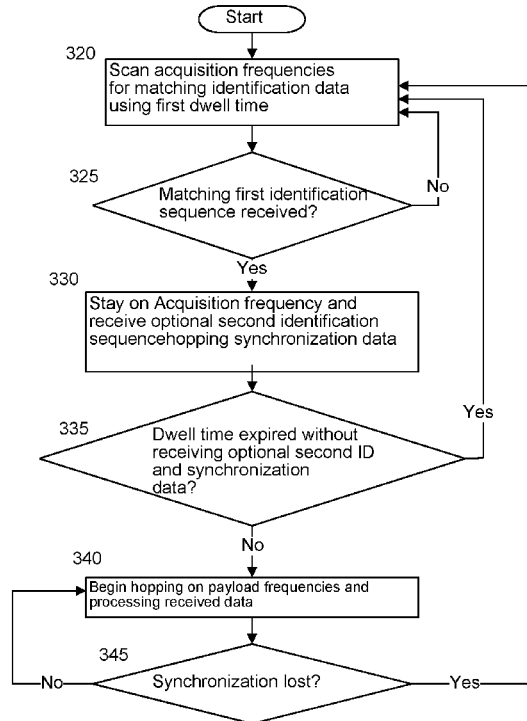 Start
320
Scan acquisition frequencies
for matching identification data
using first dwell time
325
Matching first identification
sequence received?
No
Yes
330
Stay on Acquisition frequency and
receive optional second identification
sequencehopping synchronization data
335
Dwell time expired without
receiving optional second ID
and synchronization
data?
Yes
No
340
Begin hopping on payload frequencies and
processing received data
345
Synchronization lost?
No
Yes